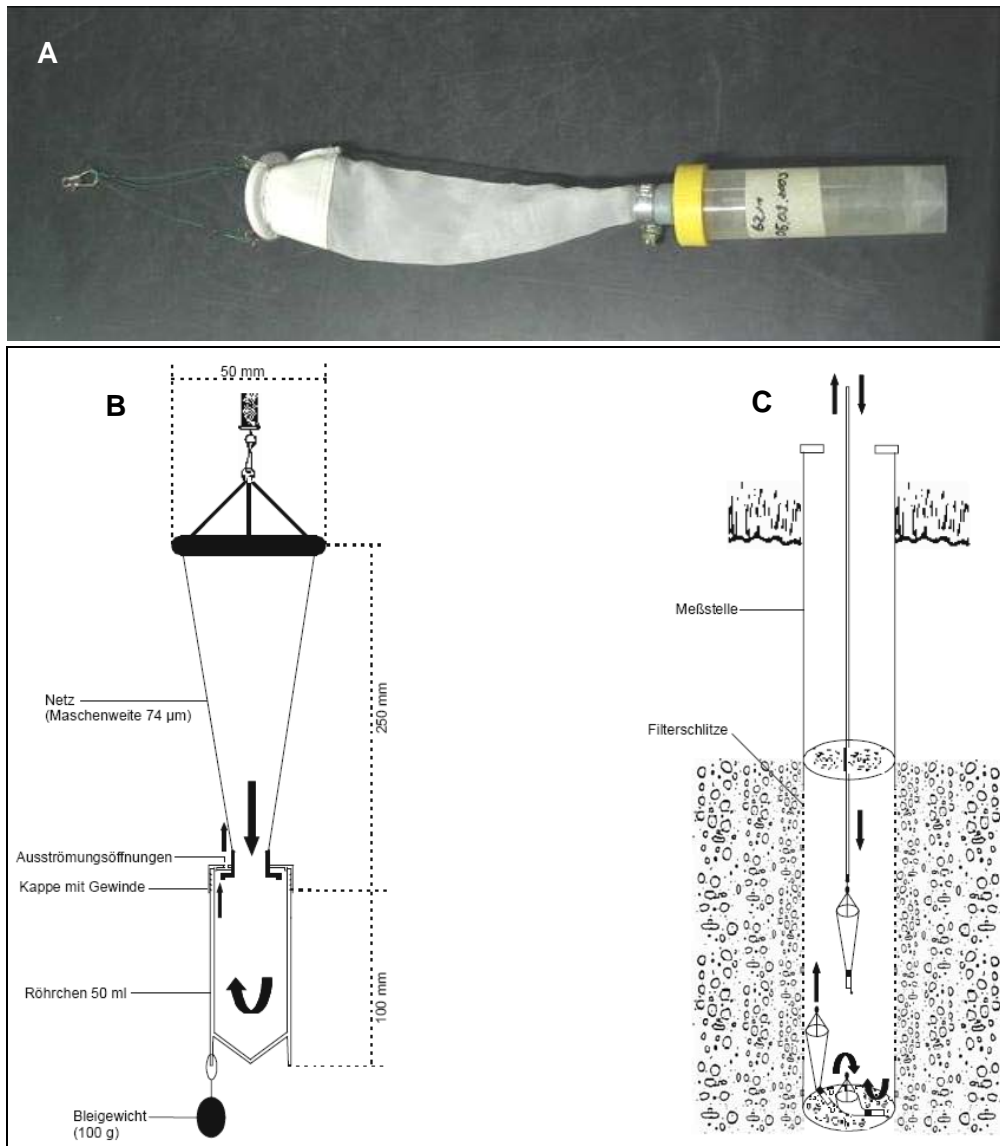 A
B
50 mm
Netz
(Maschenweite 74 µm)
250 mm
Ausströmungsöffnungen
Kappe mit Gewinde
Röhrchen 50 ml
100 mm
Bleigewicht
(100 g)
C
Meßstelle
Filterschlitze